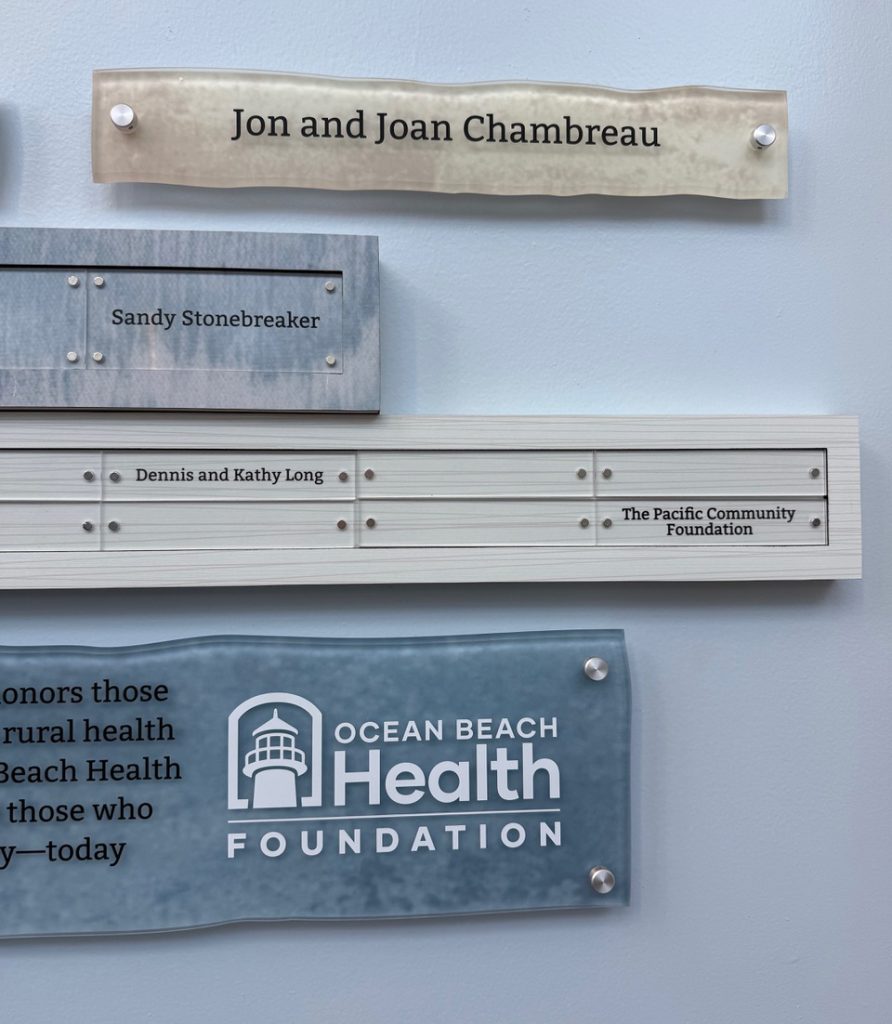 Jon and Joan Chambreau
Sandy Stonebreaker
Dennis and Kathy Long
The Pacific Community
Foundation
onors those
rural health
Beach Health
those who
y—today
OCEAN BEACH
Health
FOUNDATION